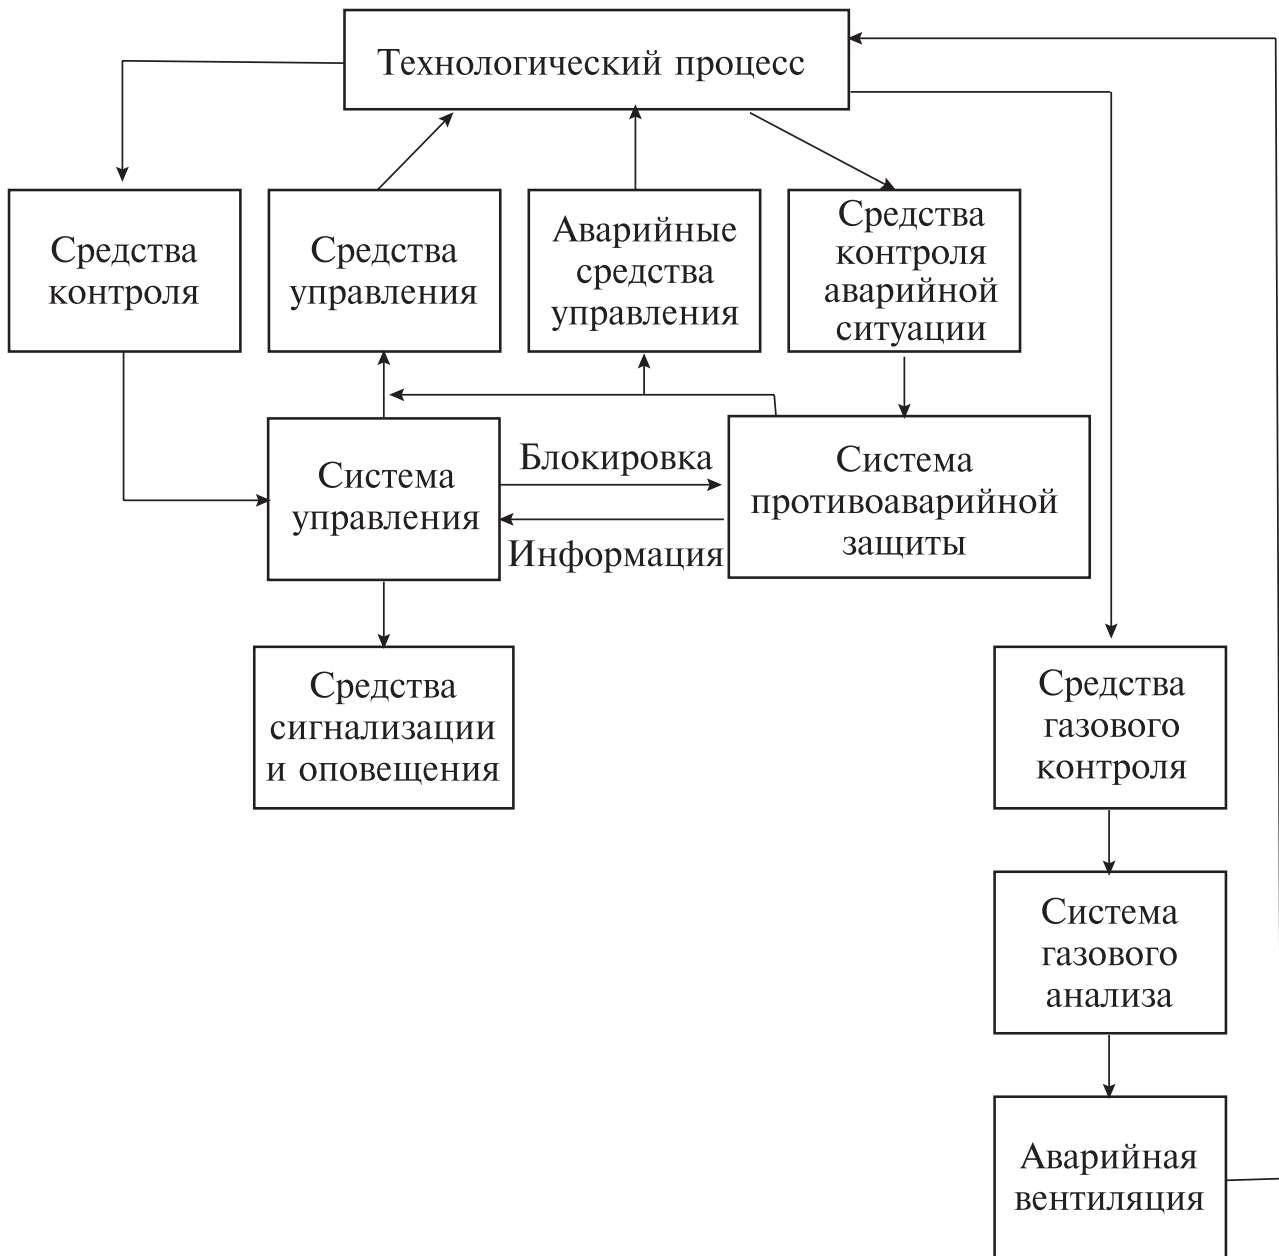 Технологический процесс
Средства
контроля
Средства
управления
Аварийные
средства
управления
Средства
контроля
аварийной
ситуации
Система
управления
Блокировка
Информация
Система
противоаварийной
защиты
Средства
сигнализации
и оповещения
Средства
газового
контроля
Система
газового
анализа
Аварийная
вентиляция